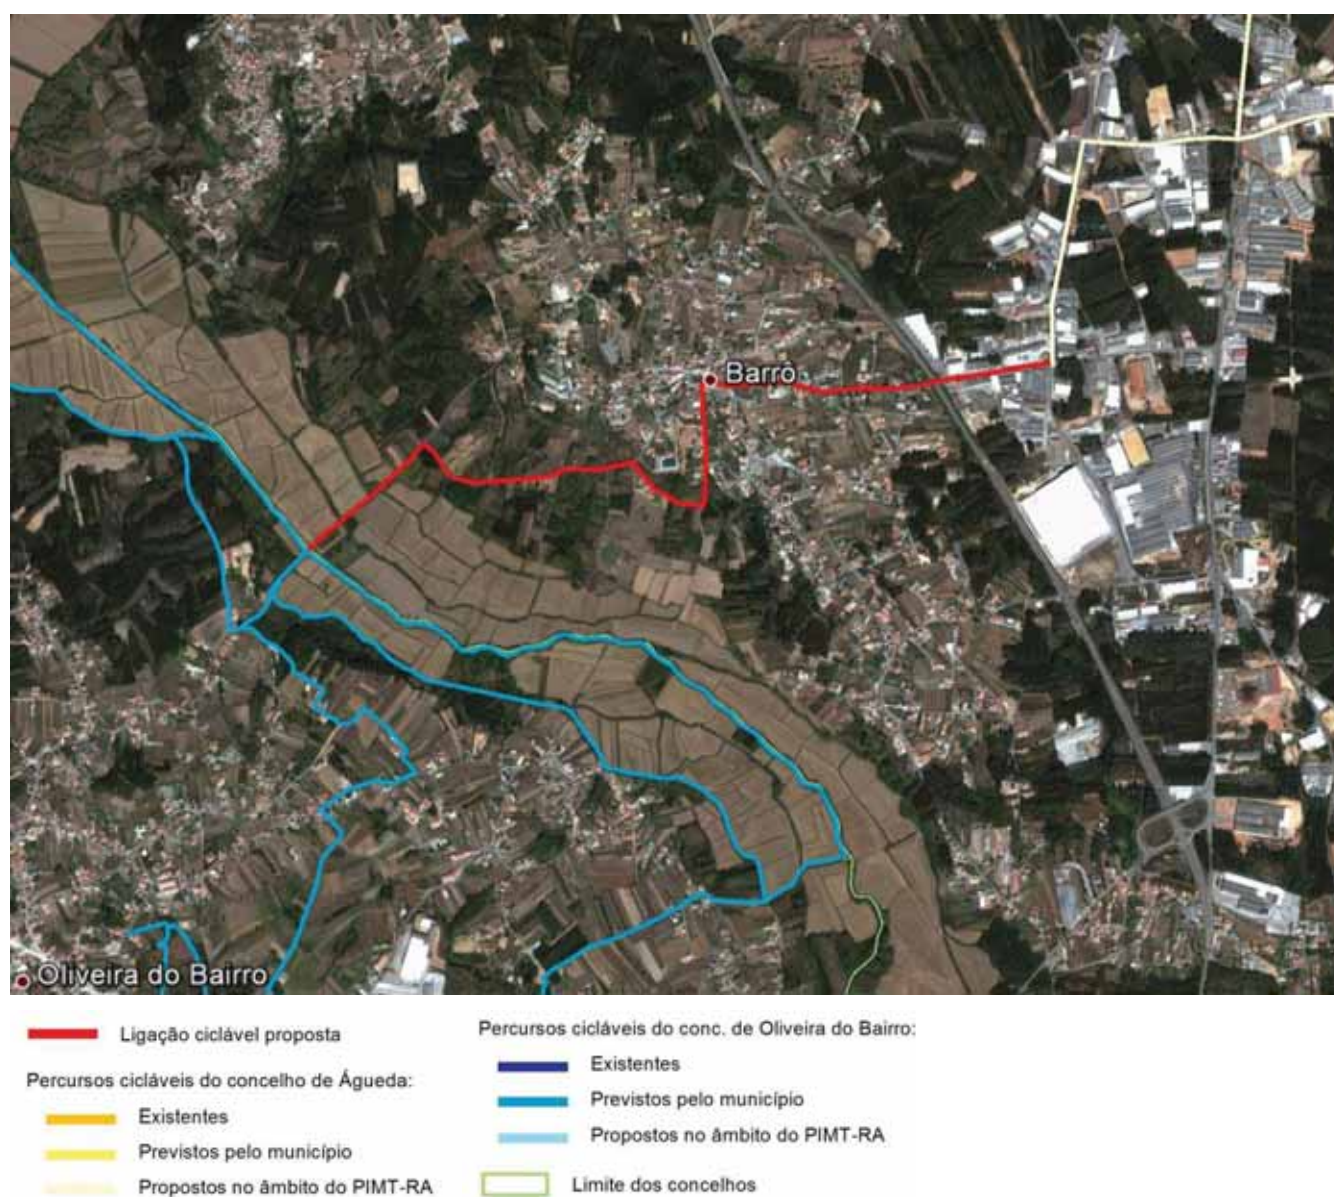 Barrô
Oliveira do Bairro
Ligação ciclável proposta
Percursos cicláveis do concelho de Águeda:
Existentes
Previstos pelo município
Propostos no âmbito do PIMT-RA
Percursos cicláveis do conc. de Oliveira do Bairro:
Existentes
Previstos pelo município
Propostos no âmbito do PIMT-RA
Limite dos concelhos